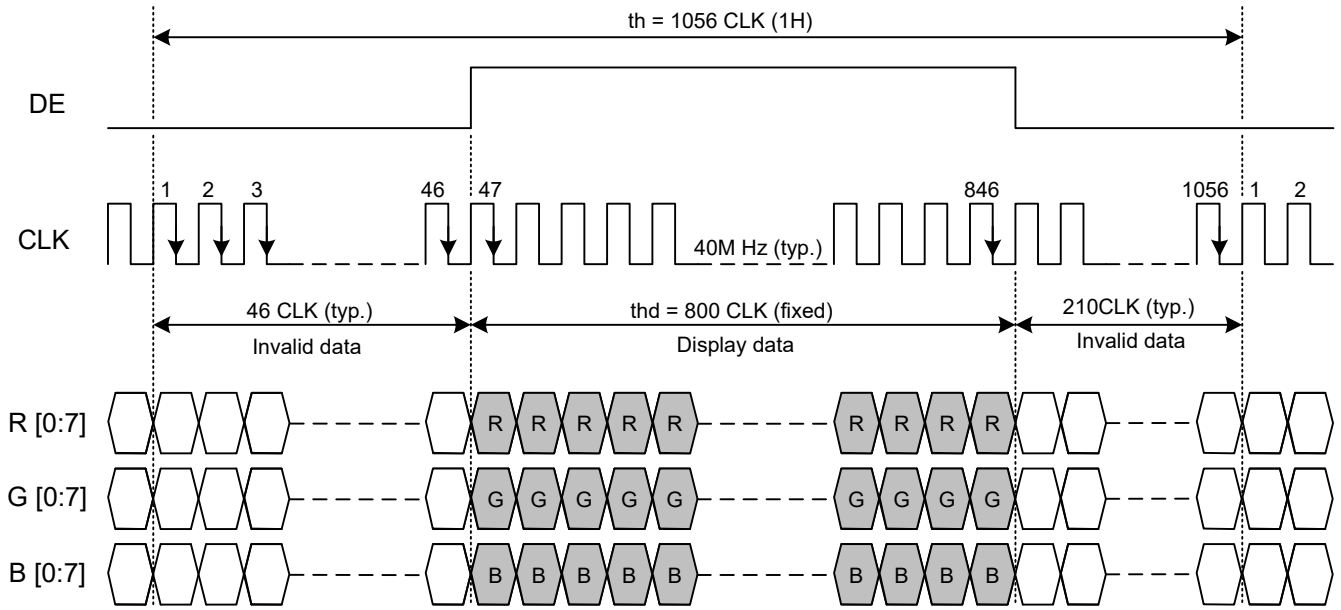 th = 1056 CLK (1H)
DE
1 2 3 46 47 846 1056 1 2
CLK
40M Hz (typ.)
46 CLK (typ.) thd = 800 CLK (fixed) 210CLK (typ.)
Invalid data Display data Invalid data
R [0:7] R R R R R R R R R
G [0:7] G G G G G G G G G
B [0:7] B B B B B B B B B